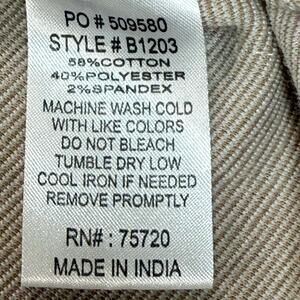 PO # 509580
STYLE # B1203
58%COTTON
40%POLYESTER
2%SPANDEX
MACHINE WASH COLD
WITH LIKE COLORS
DO NOT BLEACH
TUMBLE DRY LOW
COOL IRON IF NEEDED
REMOVE PROMPTLY
RN# : 75720
MADE IN INDIA